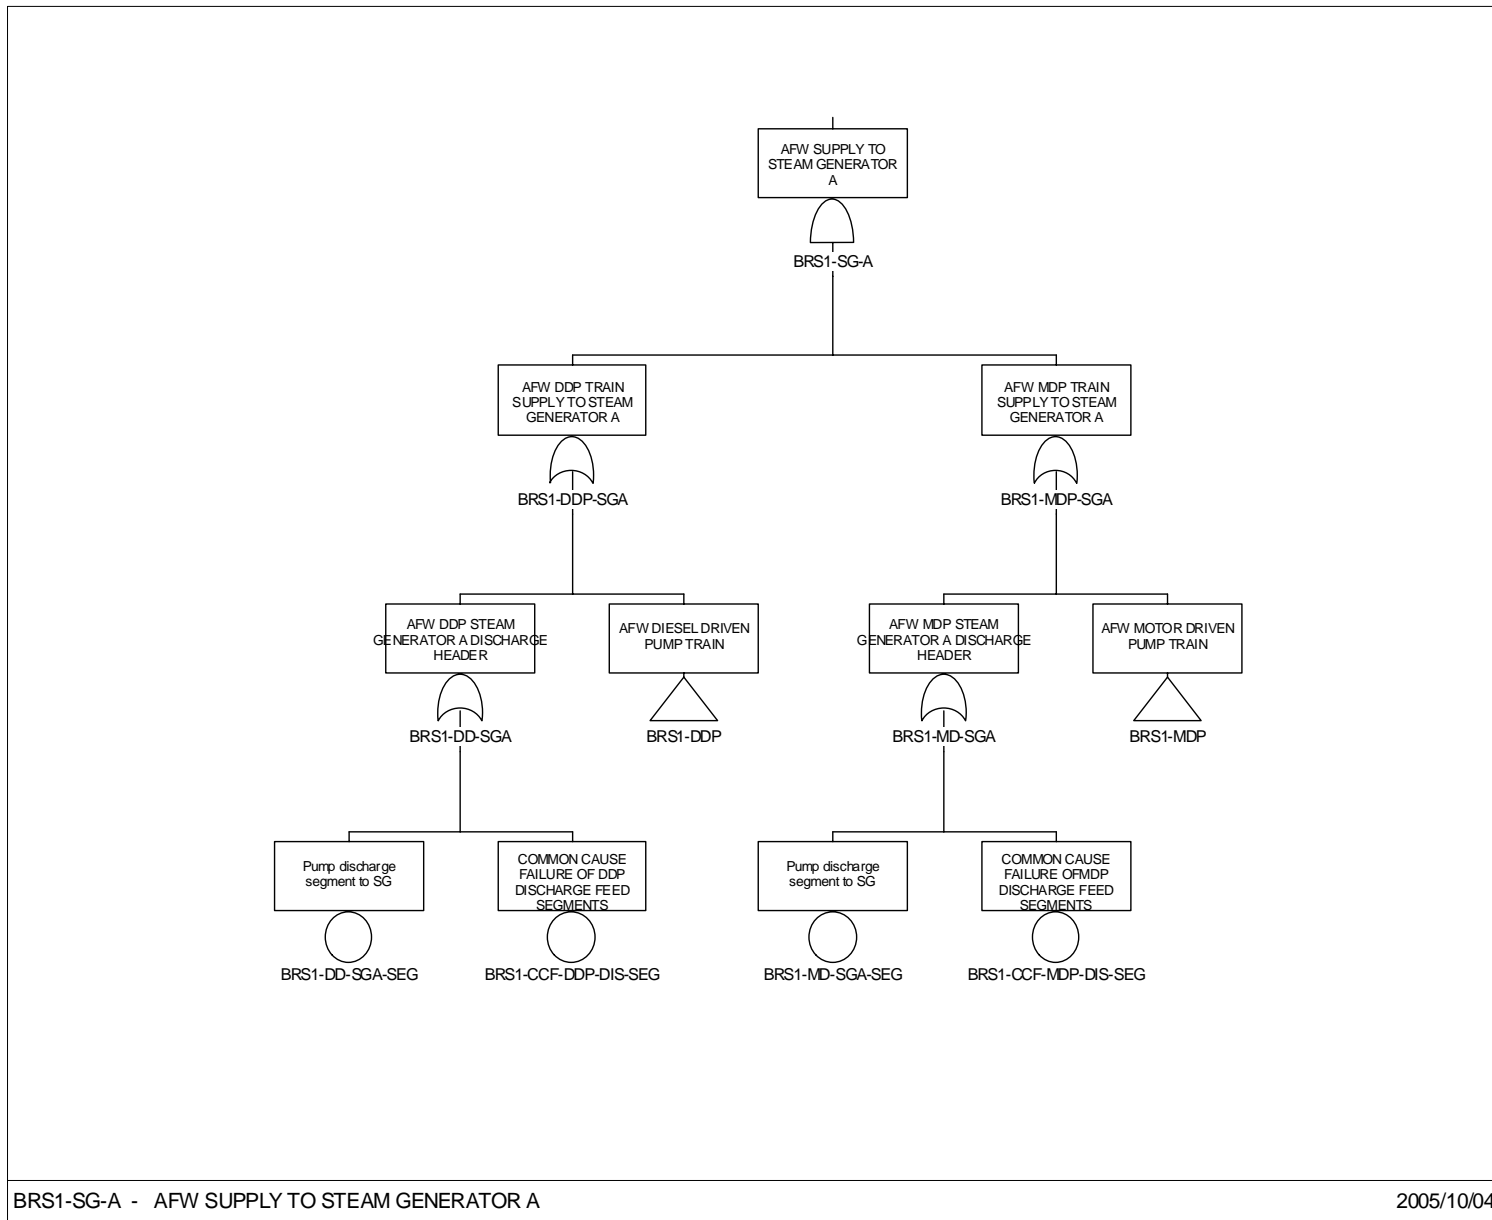 AFW SUPPLY TO
STEAM GENERATOR
A
BRS1-SG-A
AFW DDP TRAIN
SUPPLY TO STEAM
GENERATOR A
BRS1-DDP-SGA
AFW MDP TRAIN
SUPPLY TO STEAM
GENERATOR A
BRS1-MDP-SGA
AFW DDP STEAM
GENERATOR A DISCHARGE
HEADER
BRS1-DD-SGA
AFW DIESEL DRIVEN
PUMP TRAIN
BRS1-DDP
AFW MDP STEAM
GENERATOR A DISCHARGE
HEADER
BRS1-MD-SGA
AFW MOTOR DRIVEN
PUMP TRAIN
BRS1-MDP
Pump discharge
segment to SG
BRS1-DD-SGA-SEG
COMMON CAUSE
FAILURE OF DDP
DISCHARGE FEED
SEGMENTS
BRS1-CCF-DDP-DIS-SEG
Pump discharge
segment to SG
BRS1-MD-SGA-SEG
COMMON CAUSE
FAILURE OF MDP
DISCHARGE FEED
SEGMENTS
BRS1-CCF-MDP-DIS-SEG
BRS1-SG-A - AFW SUPPLY TO STEAM GENERATOR A
2005/10/04